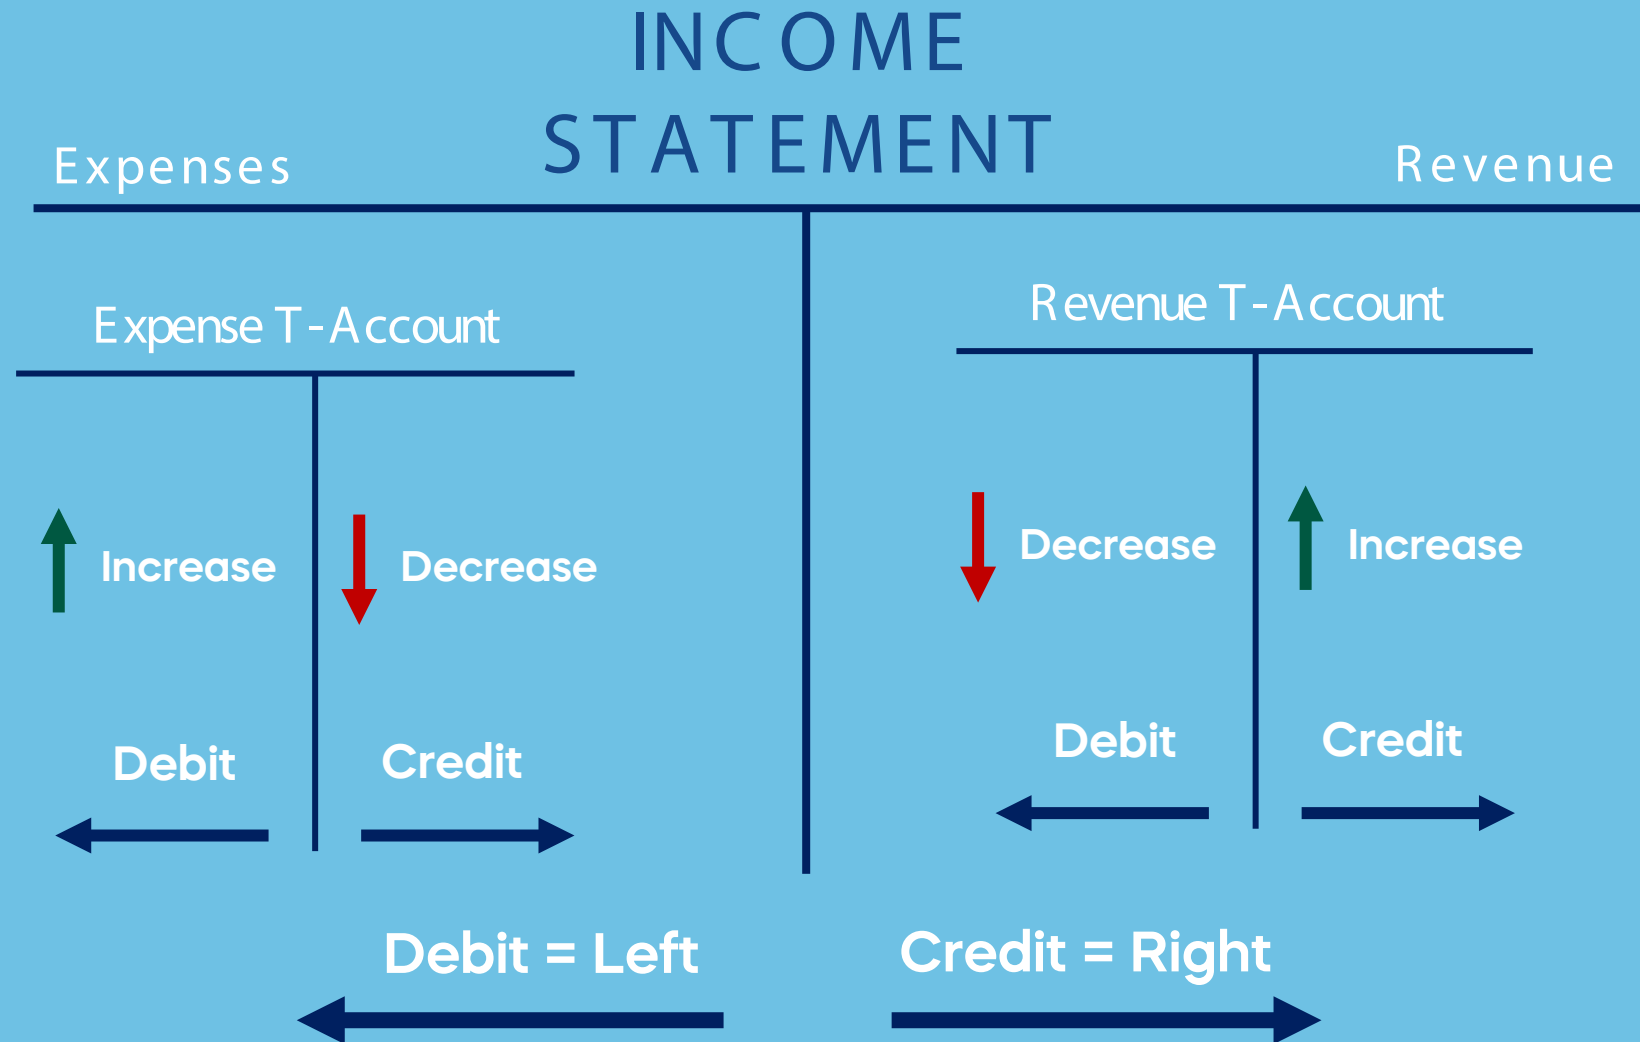 INCOME
STATEMENT
Expenses
Revenue
Expense T-Account
Revenue T-Account
Increase
Decrease
Decrease
Increase
Debit
Credit
Debit
Credit
Debit = Left
Credit = Right